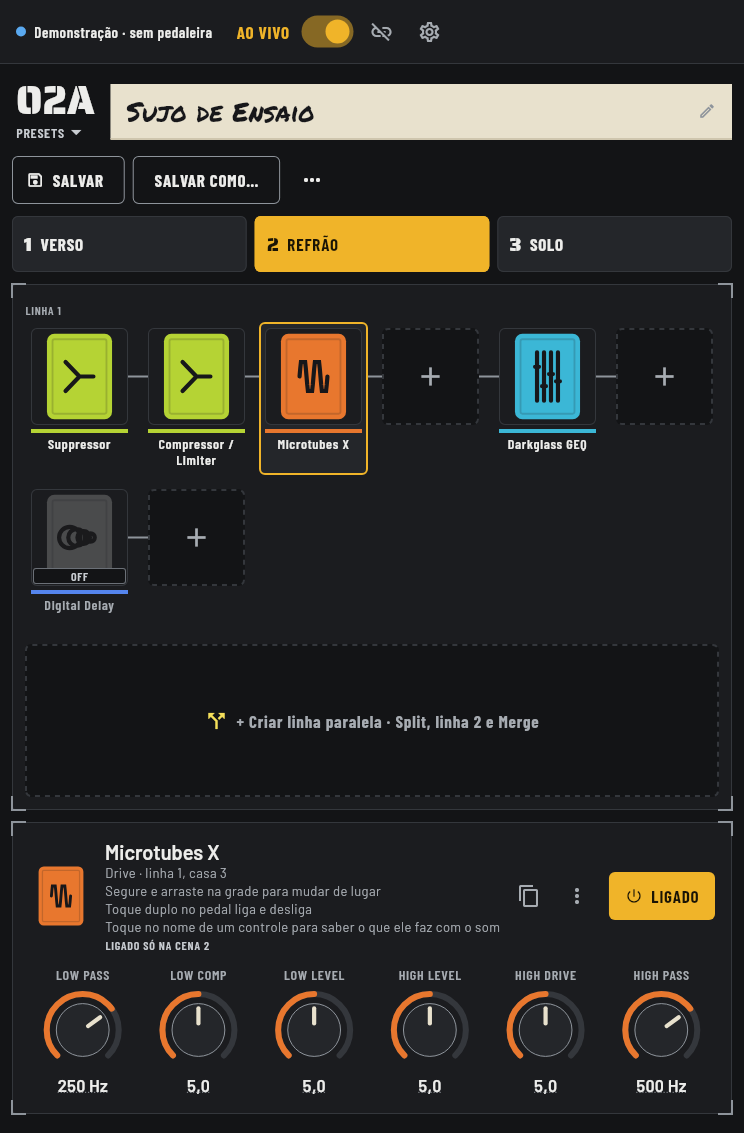 Demonstração · sem pedaleira AO VIVO
02A
PRESETS
Sujo de Ensaio
SALVAR SALVAR COMO... ...
1 VERSO 2 REFRÃO 3 SOLO
LINHA 1
+ +
Suppressor Compressor / Limiter Microtubes X Darkglass GEQ
+
OFF
Digital Delay
+ Criar linha paralela · Split, linha 2 e Merge
Microtubes X
Drive · linha 1, casa 3
Segure e arraste na grade para mudar de lugar
Toque duplo no pedal liga e desliga
Toque no nome de um controle para saber o que ele faz com o som
LIGADO SÓ NA CENA 2
LIGADO
LOW PASS LOW COMP LOW LEVEL HIGH LEVEL HIGH DRIVE HIGH PASS
250 Hz 5,0 5,0 5,0 5,0 500 Hz